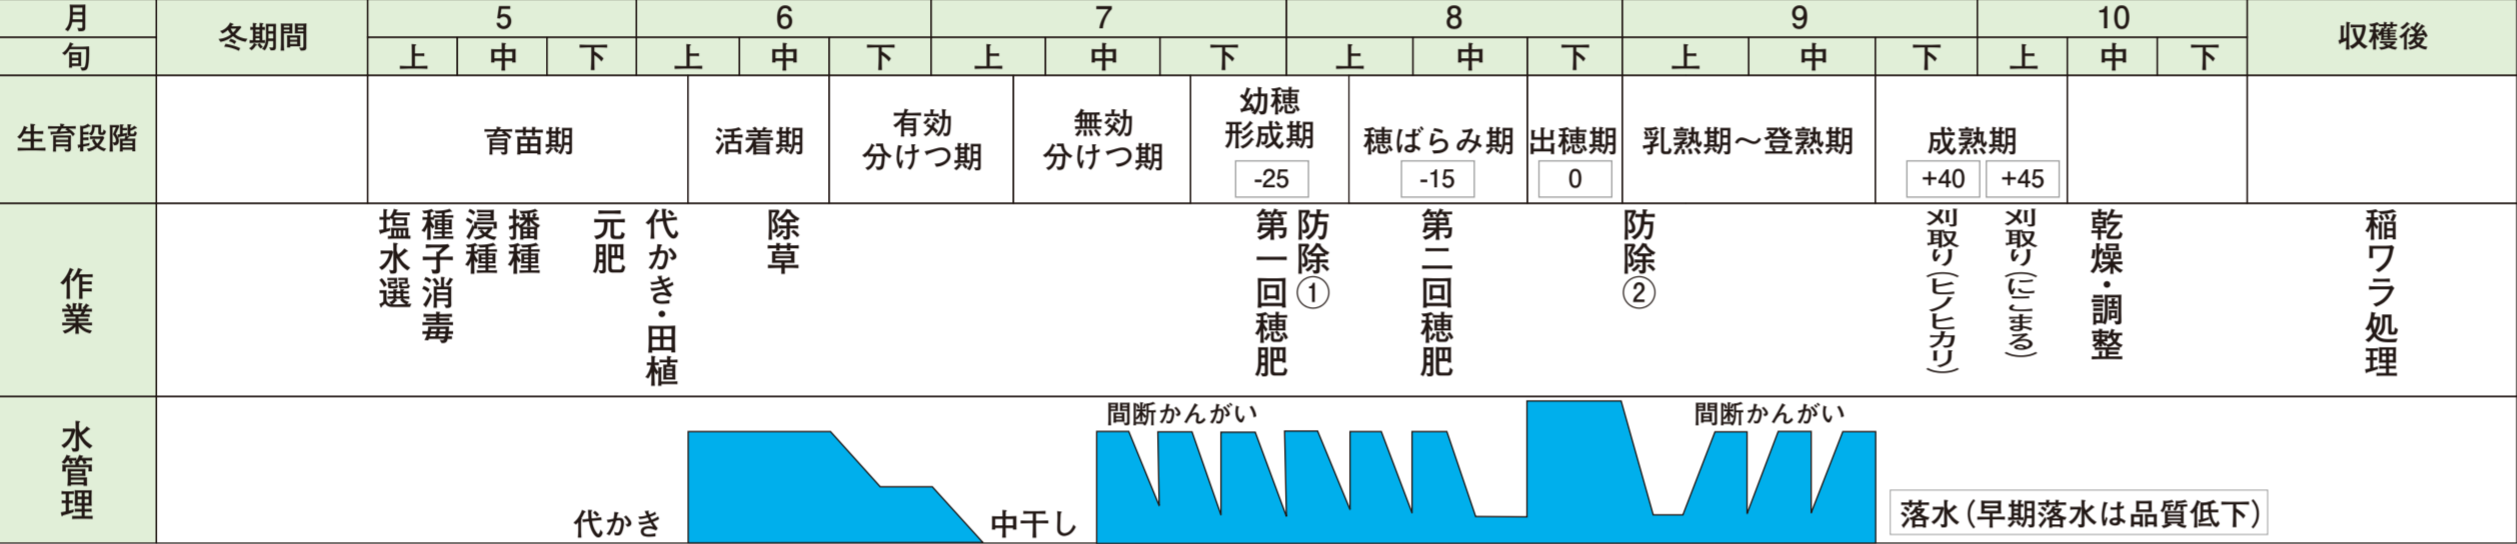 月
冬期間
5
6
7
8
9
10
収穫後
旬
上
中
下
上
中
下
上
中
下
上
中
下
上
中
下
上
中
下
生育段階
育苗期
活着期
有効
分けつ期
無効
分けつ期
幼穂
形成期
-25
穂ばらみ期
-15
出穂期
0
乳熟期〜登熟期
成熟期
+40
+45
作業
塩水選
種子消毒
浸種
播種
元肥
代かき・田植
除草
第一回穂肥
防除①
第二回穂肥
防除②
刈取り(ヒノヒカリ)
刈取り(にこまる)
乾燥・調整
稲ワラ処理
水管理
代かき
中干し
間断かんがい
間断かんがい
落水(早期落水は品質低下)